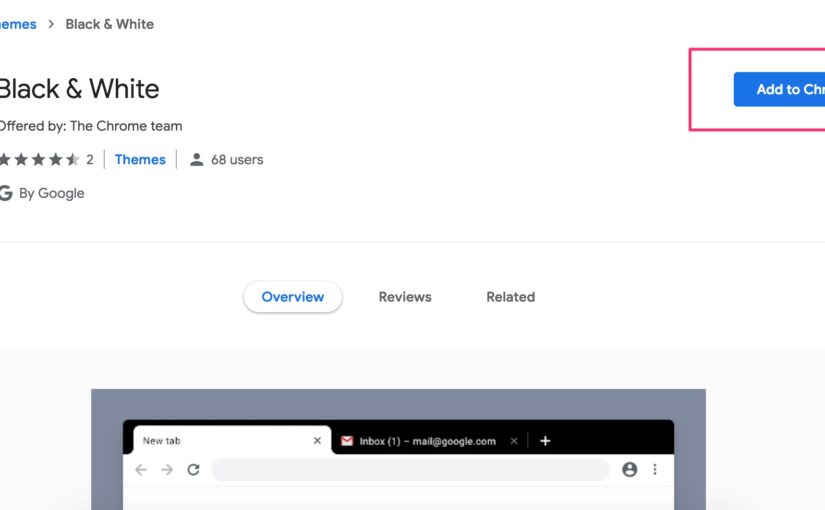 emes > Black & White
Black & White
Add to Chr
Offered by: The Chrome team
2 Themes 68 users
G By Google
Overview Reviews Related
New tab × Inbox (1) – mail@google.com × +